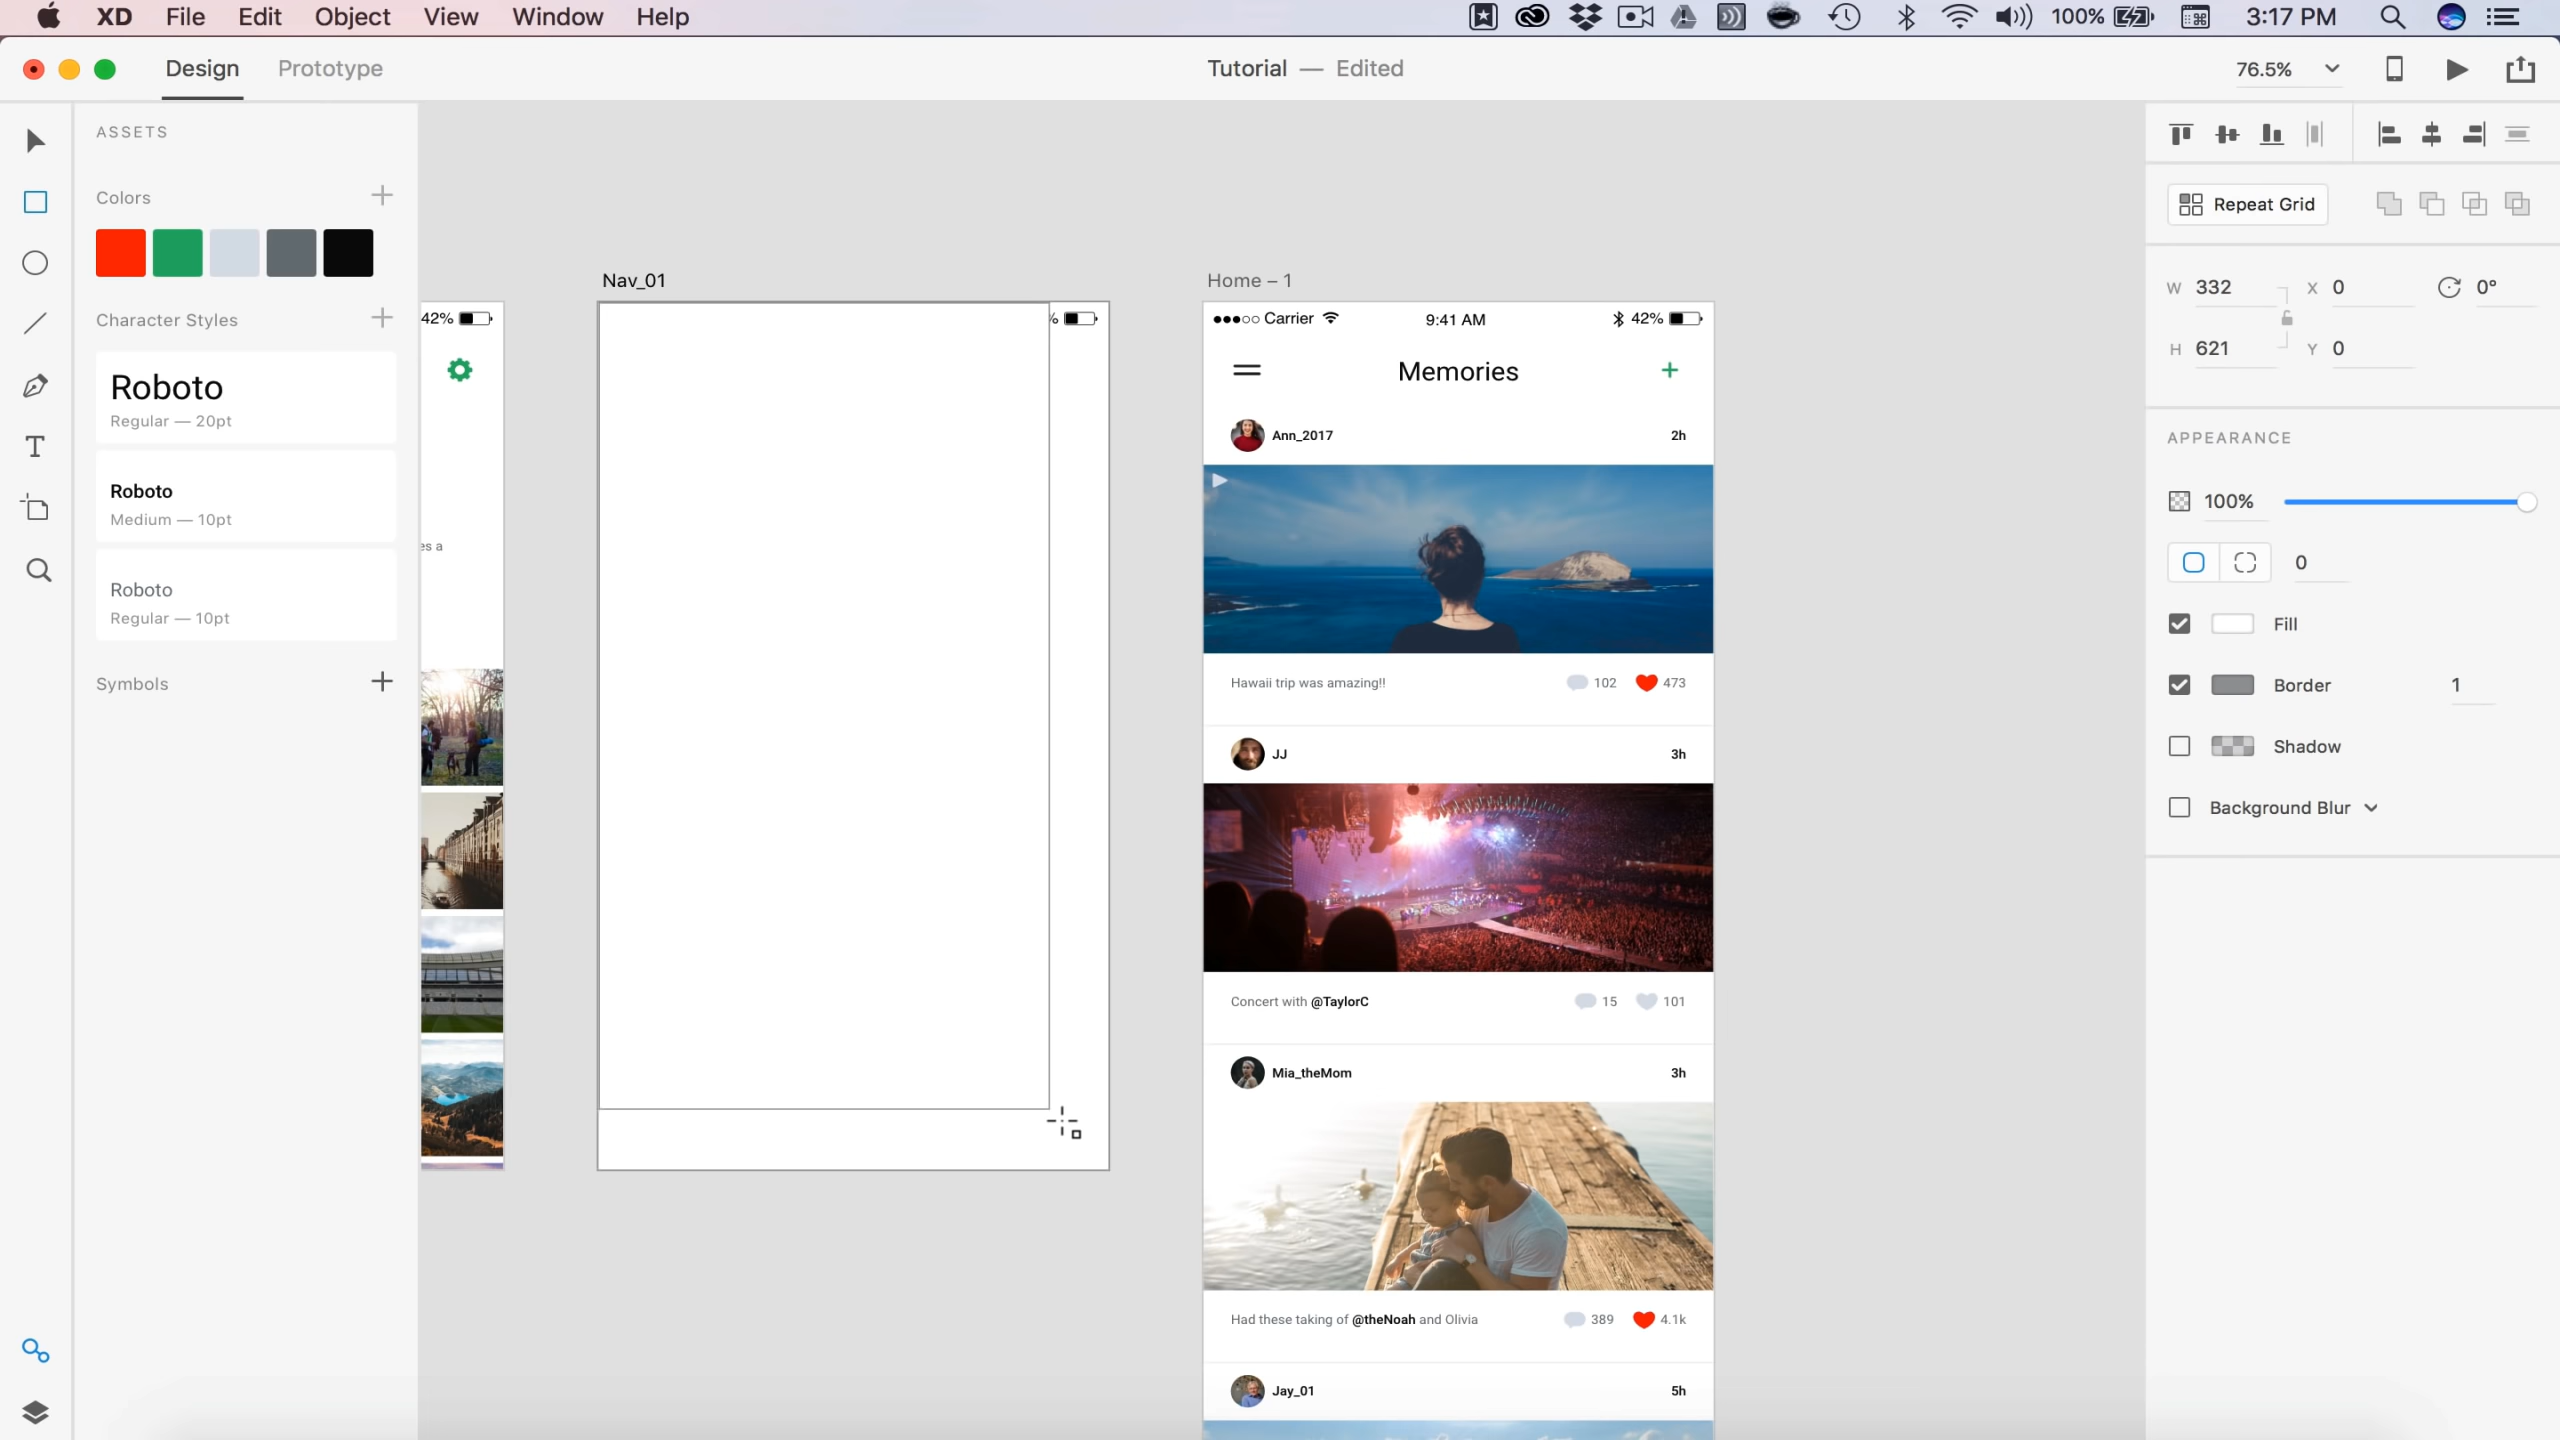 XD File Edit Object View Window Help 100% 3:17 PM
Design Prototype Tutorial — Edited 76.5%
ASSETS
Colors
Character Styles
Roboto
Regular — 20pt
Roboto
Medium — 10pt
Roboto
Regular — 10pt
Symbols
42%
es a
Nav_01
%
Home – 1
Carrier 9:41 AM 42%
Memories +
Ann_2017 2h
Hawaii trip was amazing!! 102 473
JJ 3h
Concert with @TaylorC 15 101
Mia_theMom 3h
Had these taking of @theNoah and Olivia 389 4.1k
Jay_01 5h
Repeat Grid
W 332 X 0 0°
H 621 Y 0
APPEARANCE
100%
0
Fill
Border 1
Shadow
Background Blur